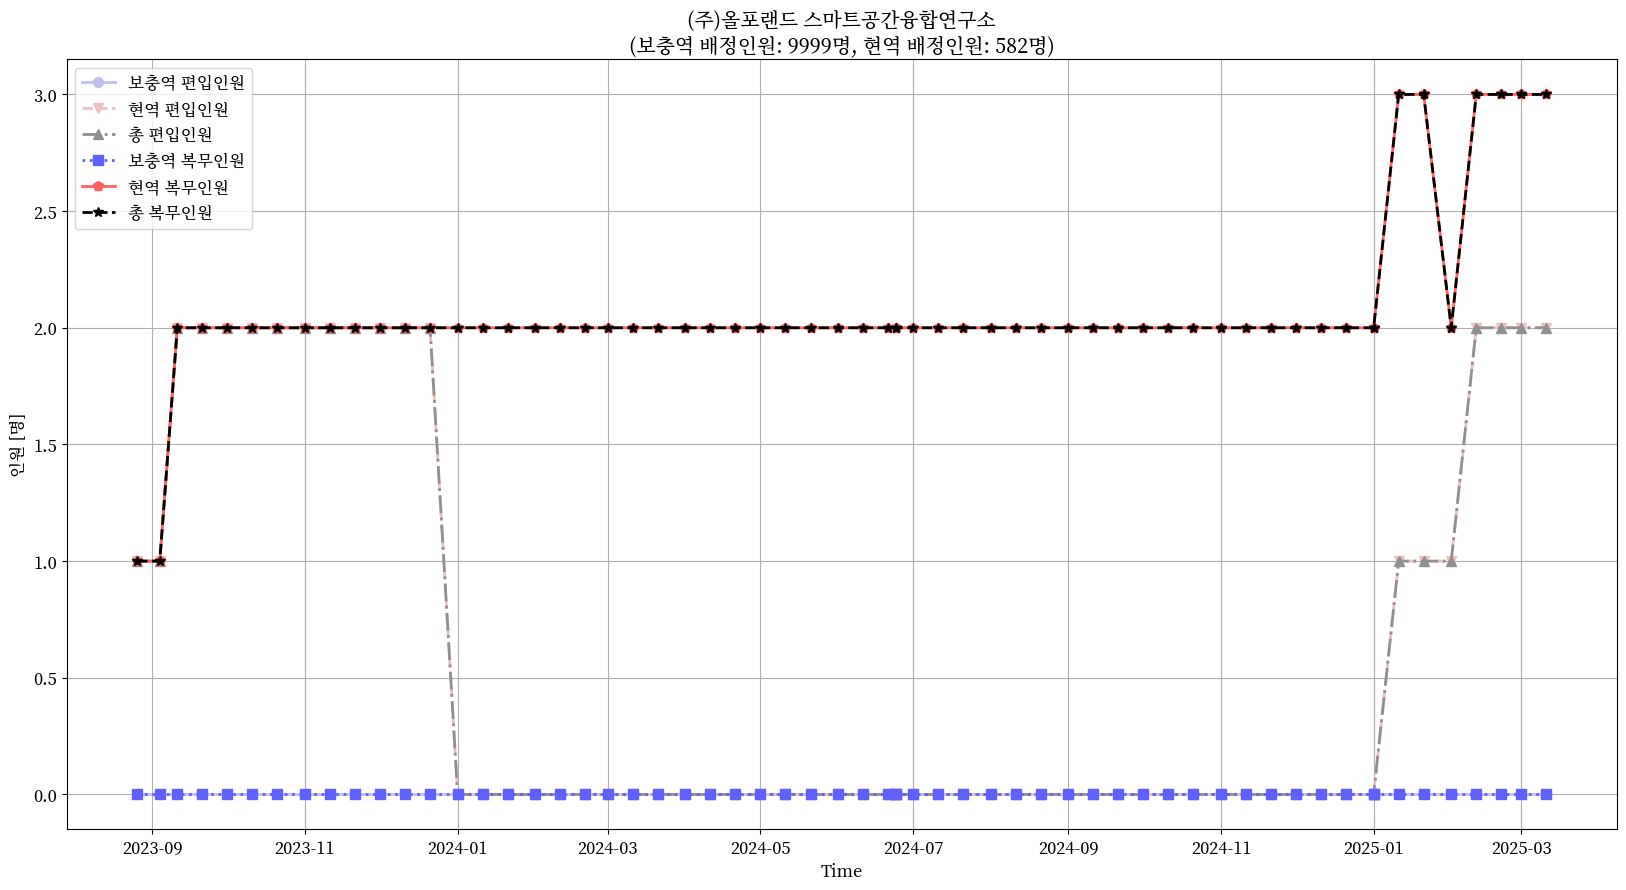 (주)올포랜드 스마트공간융합연구소
(보충역 배정인원: 9999명, 현역 배정인원: 582명)
보충역 편입인원
현역 편입인원
총 편입인원
보충역 복무인원
현역 복무인원
총 복무인원
3.0
2.5
2.0
1.5
1.0
0.5
0.0
인원 [명]
2023-09
2023-11
2024-01
2024-03
2024-05
2024-07
2024-09
2024-11
2025-01
2025-03
Time